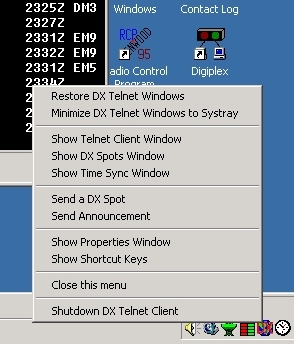 2325Z DM3
Windows
Contact Log
2327Z
2331Z EM9
2332Z EM9
2331Z EM5
2334Z
RCP
95
adio Control
Program
Digiplex
Restore DX Telnet Windows
Minimize DX Telnet Windows to Systray
Show Telnet Client Window
Show DX Spots Window
Show Time Sync Window
Send a DX Spot
Send Announcement
Show Properties Window
Show Shortcut Keys
Close this menu
Shutdown DX Telnet Client